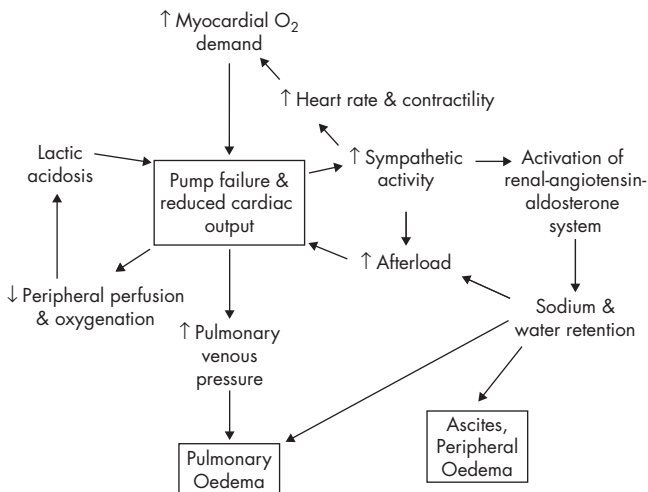 ↑ Myocardial O₂
demand
↑ Heart rate & contractility
Lactic
acidosis
Pump failure &
reduced cardiac
output
↑ Sympathetic
activity
Activation of
renal-angiotensin-
aldosterone
system
↑ Afterload
↓ Peripheral perfusion
& oxygenation
Sodium &
water retention
↑ Pulmonary
venous
pressure
Pulmonary
Oedema
Ascites,
Peripheral
Oedema